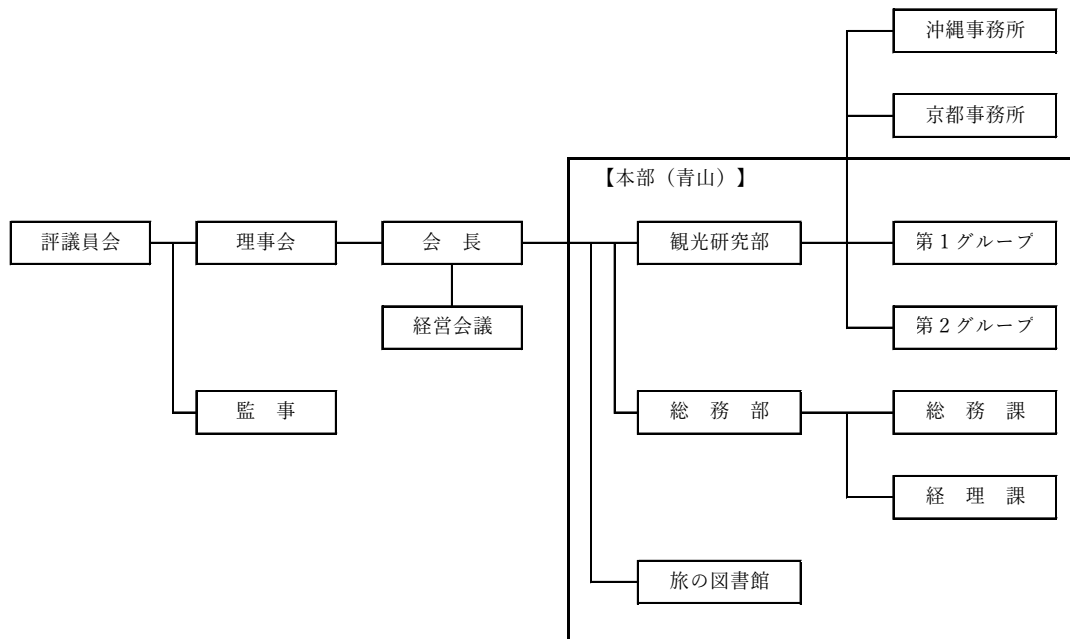 沖縄事務所
京都事務所
【本部（青山）】
評議員会
理事会
会　長
観光研究部
第１グループ
経営会議
第２グループ
監　事
総　務　部
総　務　課
経　理　課
旅の図書館